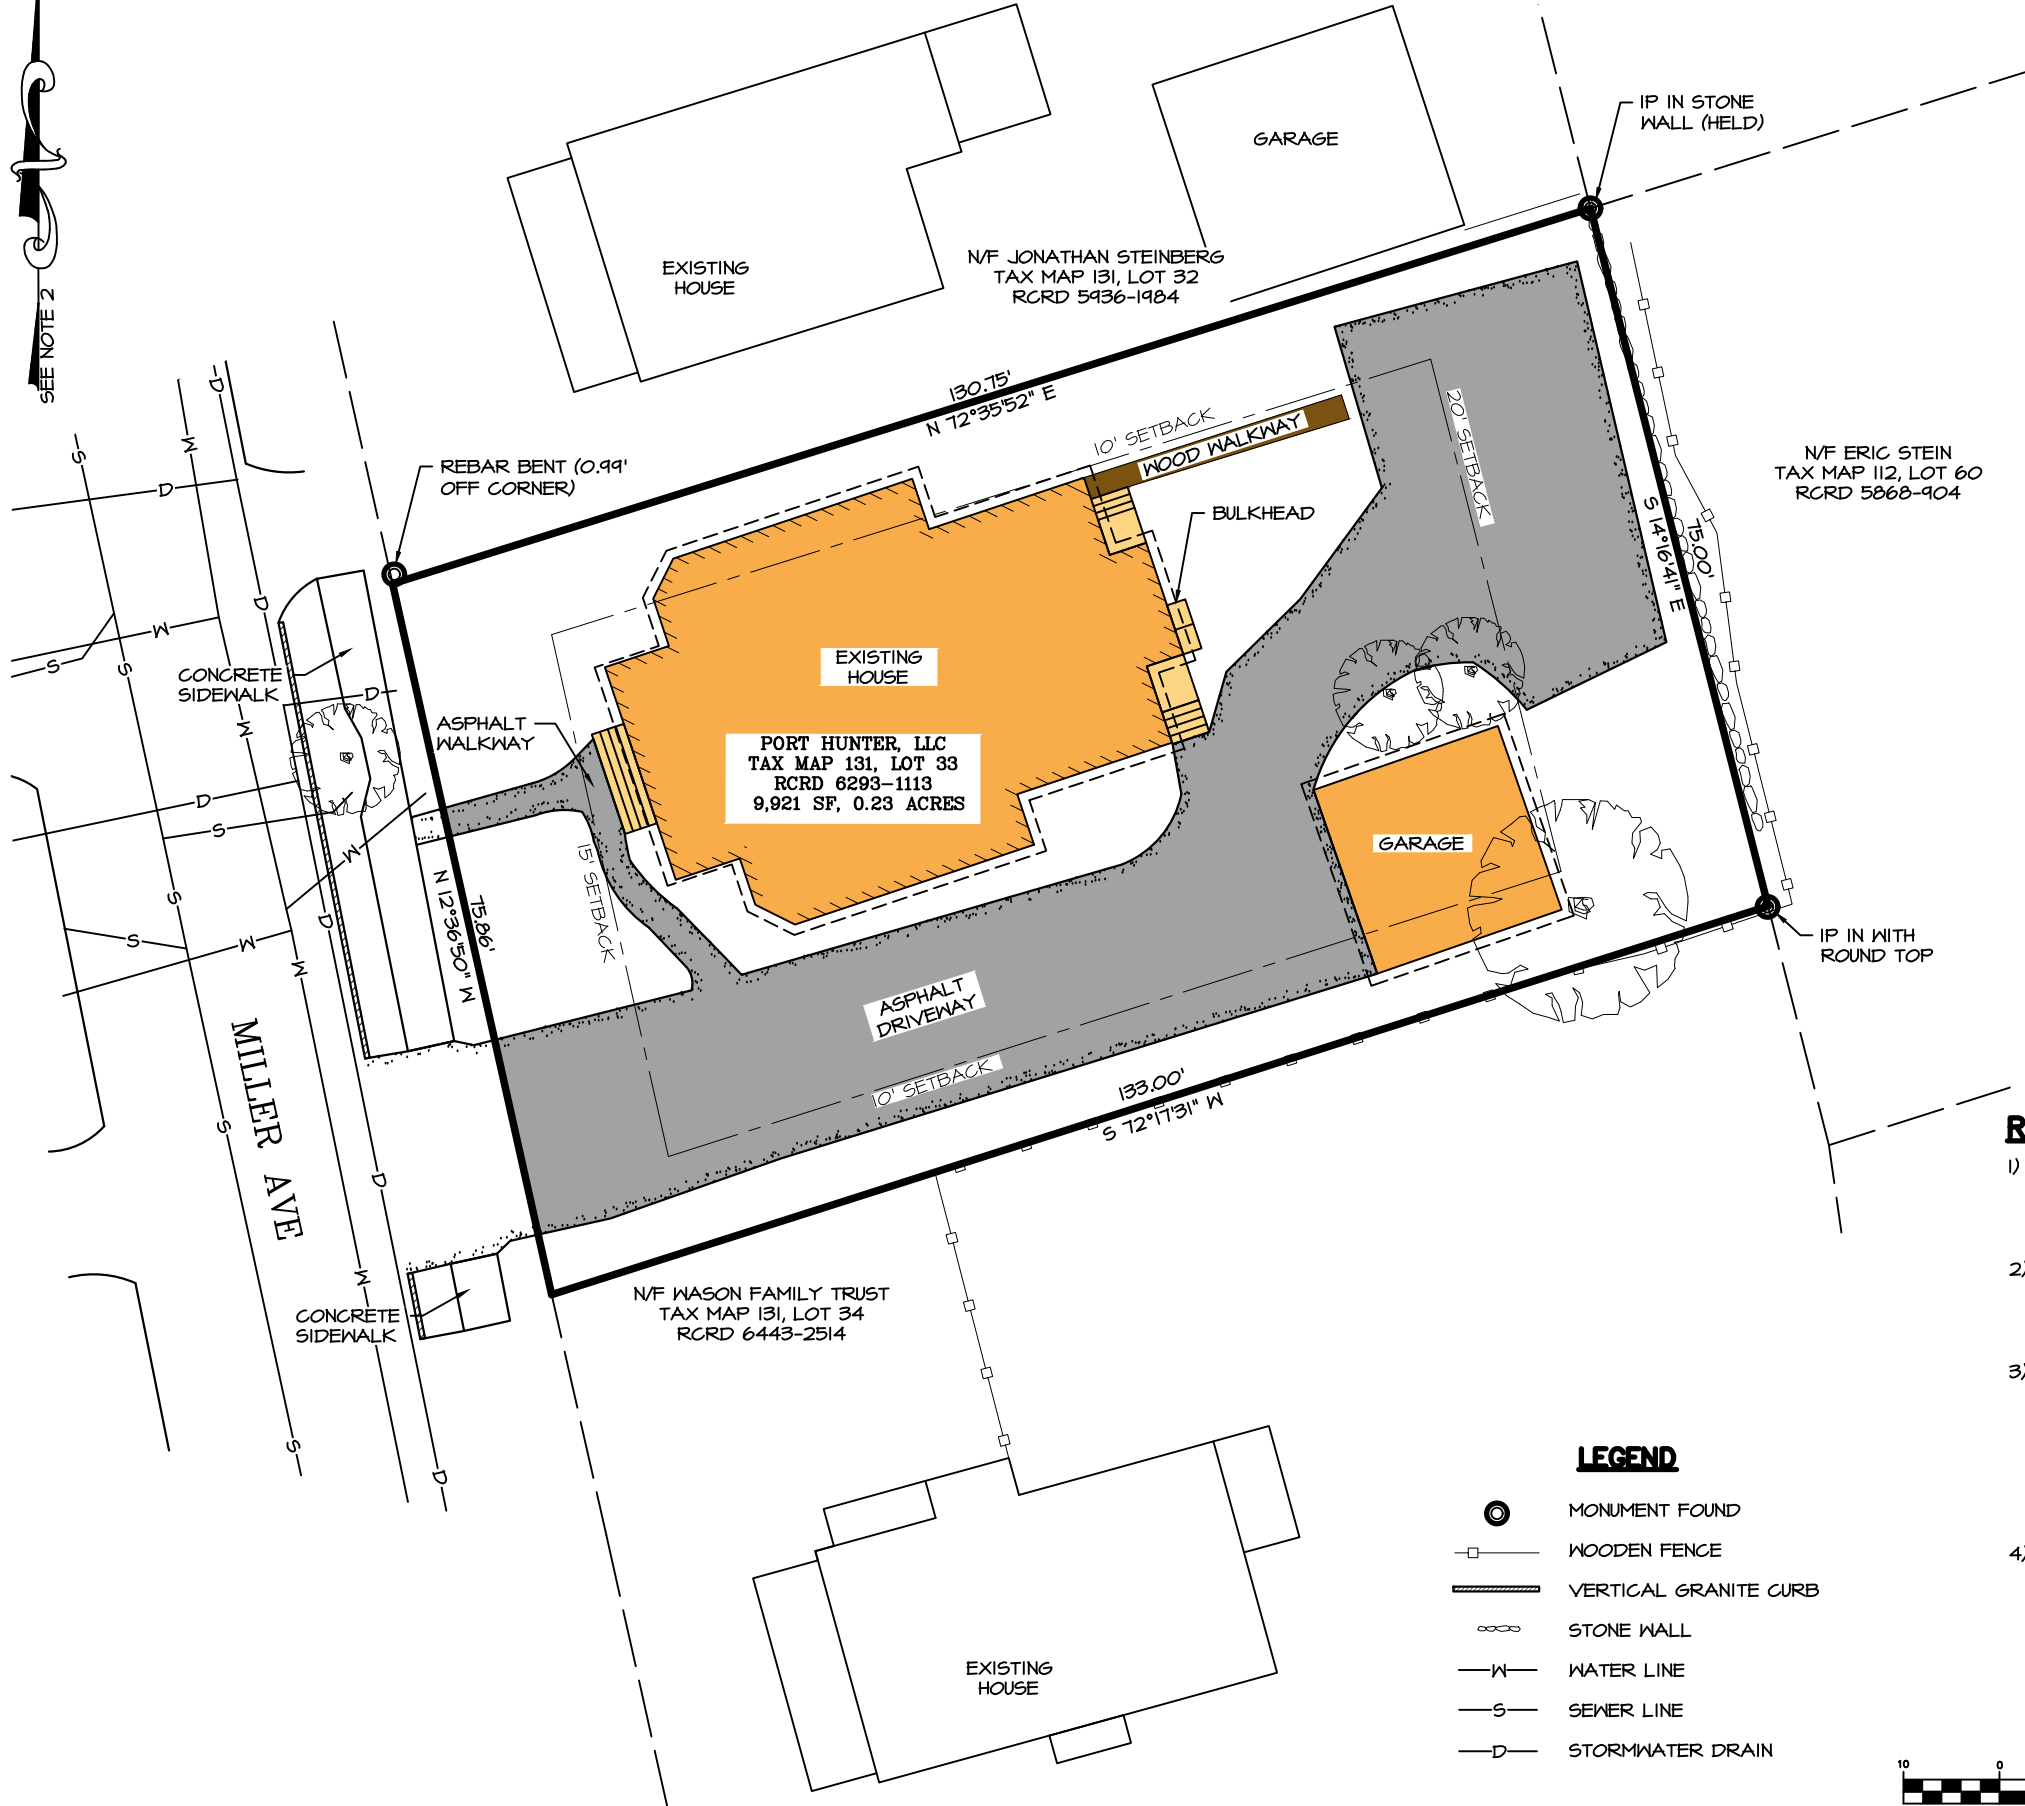 SEE NOTE 2
IP IN STONE
WALL (HELD)
GARAGE
EXISTING
HOUSE
N/F JONATHAN STEINBERG
TAX MAP 131, LOT 32
RCRD 5936-1984
130.75'
N 72°35'52" E
10' SETBACK
WOOD WALKWAY
20' SETBACK
N/F ERIC STEIN
TAX MAP 112, LOT 60
RCRD 5868-904
75.00'
S 14°16'41" E
REBAR BENT (0.99'
OFF CORNER)
BULKHEAD
CONCRETE
SIDEWALK
ASPHALT
WALKWAY
EXISTING
HOUSE
PORT HUNTER, LLC
TAX MAP 131, LOT 33
RCRD 6293-1113
9,921 SF, 0.23 ACRES
GARAGE
15' SETBACK
75.86'
N 12°36'50" W
IP IN WITH
ROUND TOP
ASPHALT
DRIVEWAY
10' SETBACK
133.00'
S 72°17'31" W
MILLER AVE
CONCRETE
SIDEWALK
N/F WASON FAMILY TRUST
TAX MAP 131, LOT 34
RCRD 6443-2514
EXISTING
HOUSE
R
1)
2)
3)
4)
LEGEND
MONUMENT FOUND
WOODEN FENCE
VERTICAL GRANITE CURB
STONE WALL
W WATER LINE
S SEWER LINE
D STORMWATER DRAIN
10 0